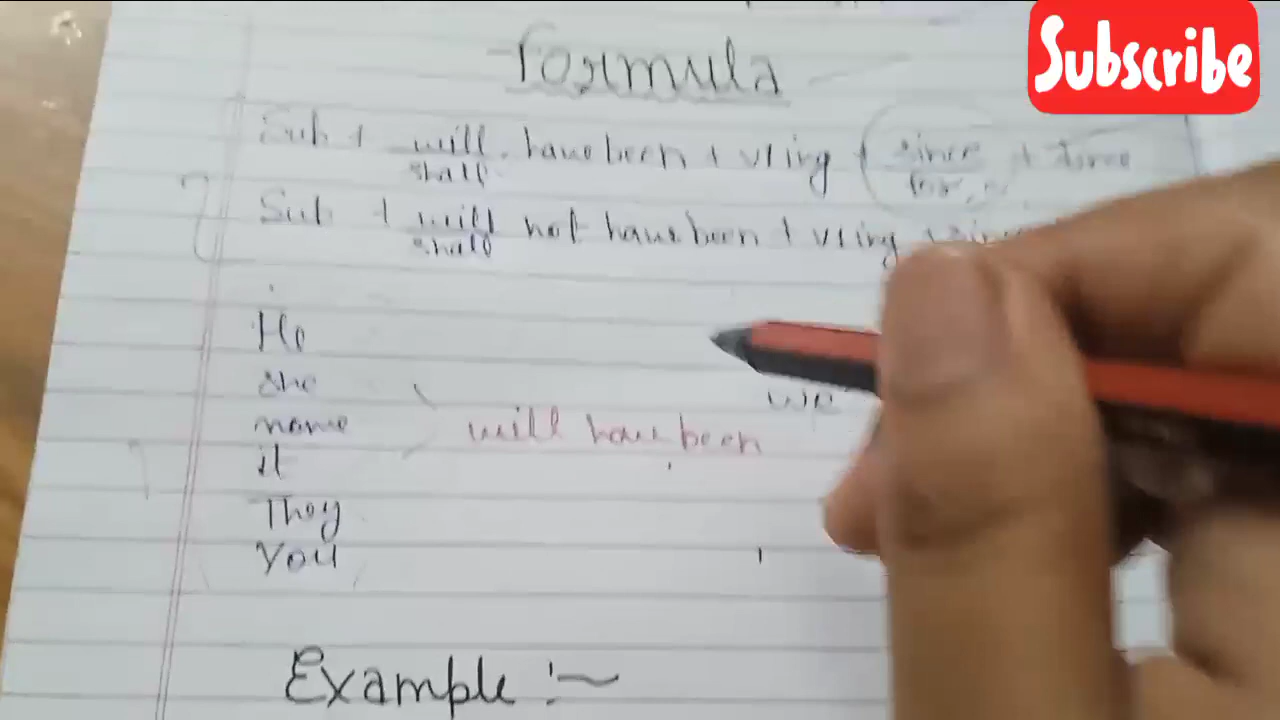 Subscribe
Formula
Sub + will have been + v1ing + since + Time
shall for
Sub + will not have been + v1ing + since
shall
He
she
name
it
They
You
will have been
we
Example :~